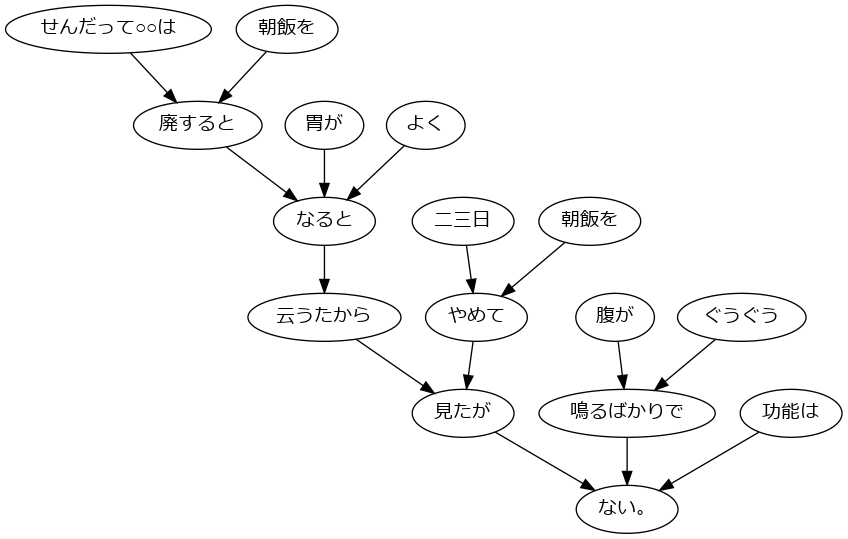 せんだって○○は
朝飯を
廃すると
胃が
よく
なると
二三日
朝飯を
云うたから
やめて
腹が
ぐうぐう
見たが
鳴るばかりで
功能は
ない。